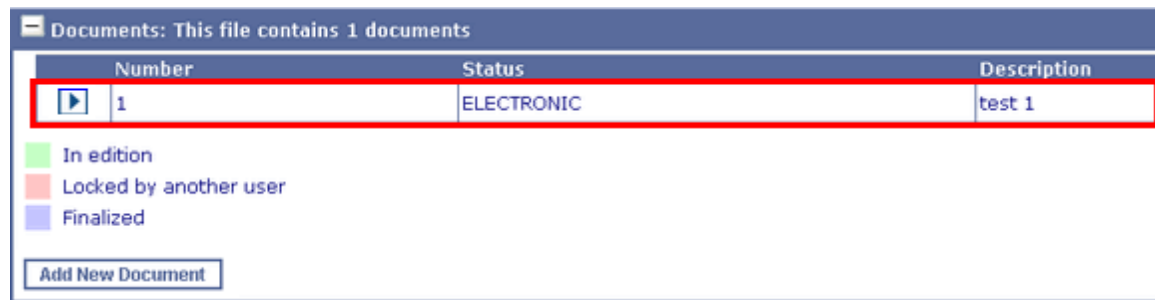 Documents: This file contains 1 documents
Number Status Description
1 ELECTRONIC test 1
In edition
Locked by another user
Finalized
Add New Document